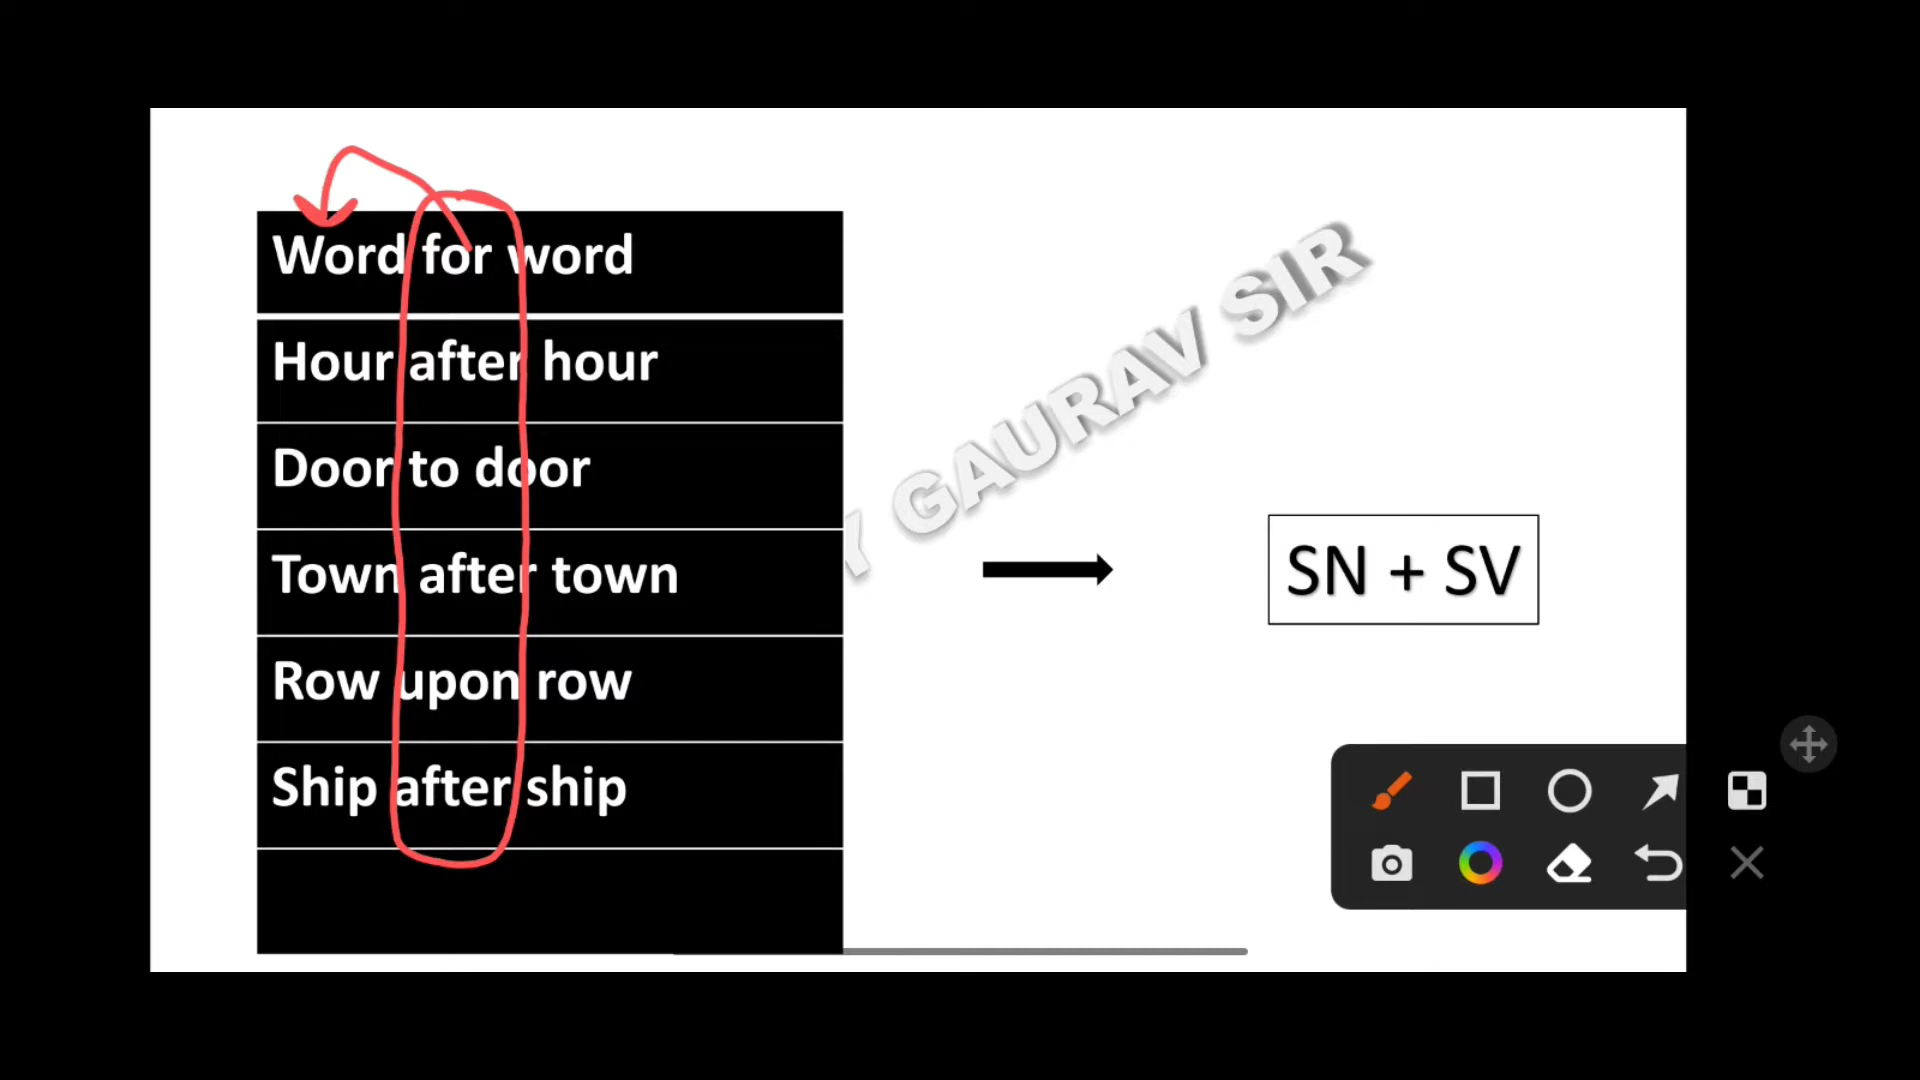 Word for word
Hour after hour
Door to door
Town after town
Row upon row
Ship after ship
Y GAURAV SIR
SN + SV